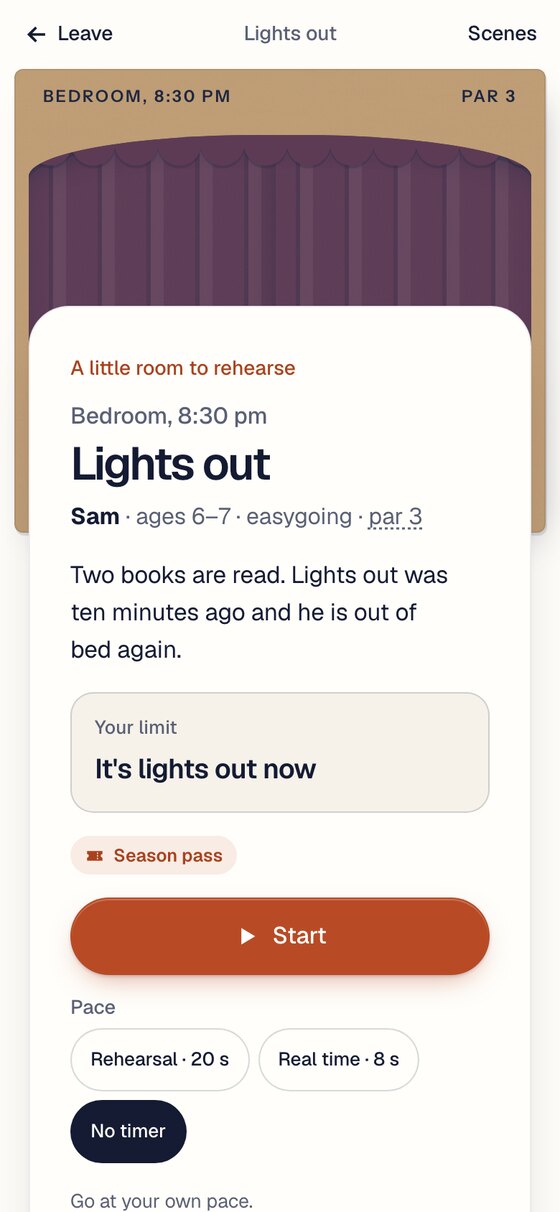 ← Leave
Lights out
Scenes
BEDROOM, 8:30 PM
PAR 3
A little room to rehearse
Bedroom, 8:30 pm
Lights out
Sam · ages 6–7 · easygoing · par 3
Two books are read. Lights out was
ten minutes ago and he is out of
bed again.
Your limit
It's lights out now
Season pass
Start
Pace
Rehearsal · 20 s
Real time · 8 s
No timer
Go at your own pace.